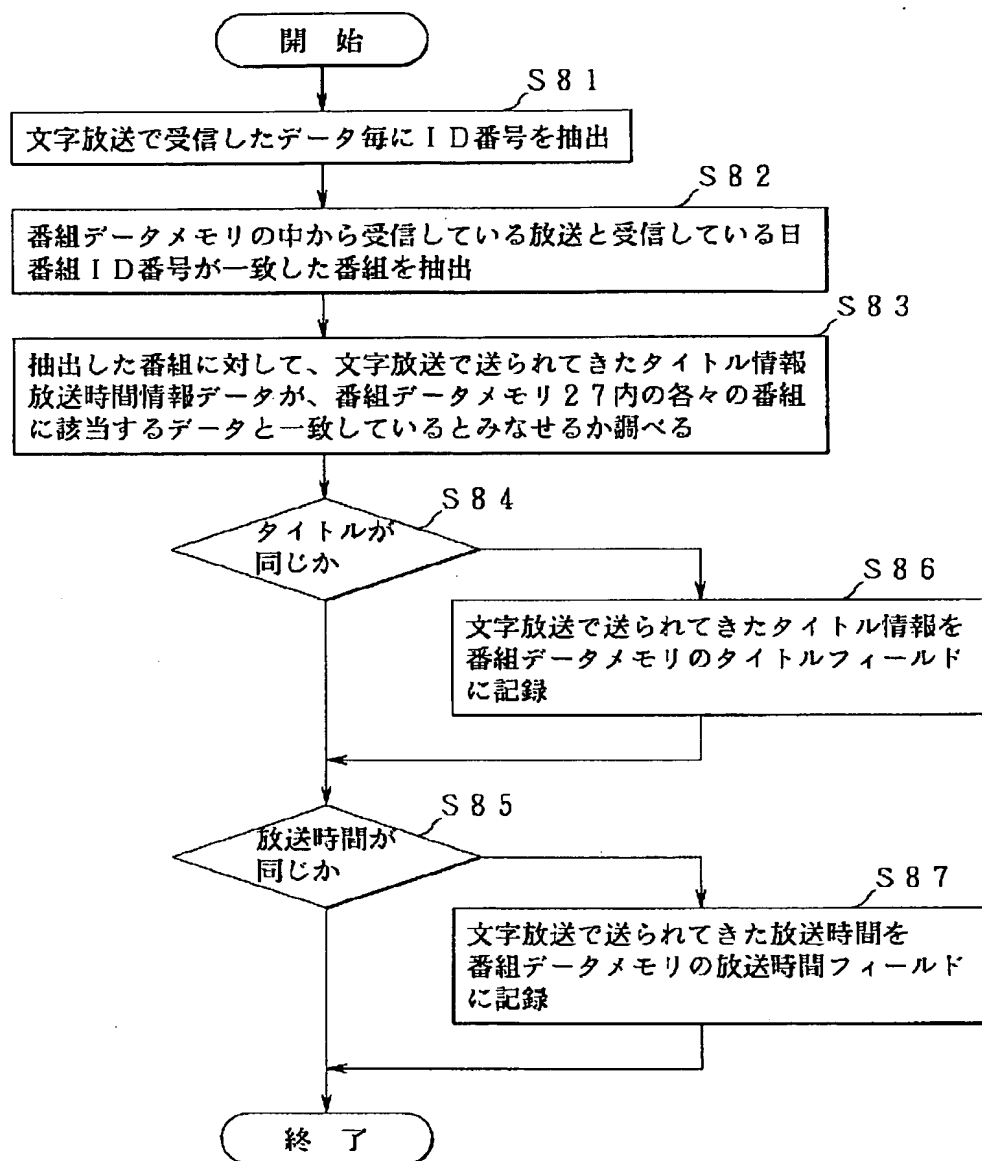 開 始
S81
文字放送で受信したデータ毎にID番号を抽出
S82
番組データメモリの中から受信している放送と受信している日
番組ID番号が一致した番組を抽出
S83
抽出した番組に対して、文字放送で送られてきたタイトル情報
放送時間情報データが、番組データメモリ27内の各々の番組
に該当するデータと一致しているとみなせるか調べる
S84
タイトルが
同じか
S86
文字放送で送られてきたタイトル情報を
番組データメモリのタイトルフィールド
に記録
S85
放送時間が
同じか
S87
文字放送で送られてきた放送時間を
番組データメモリの放送時間フィールド
に記録
終 了